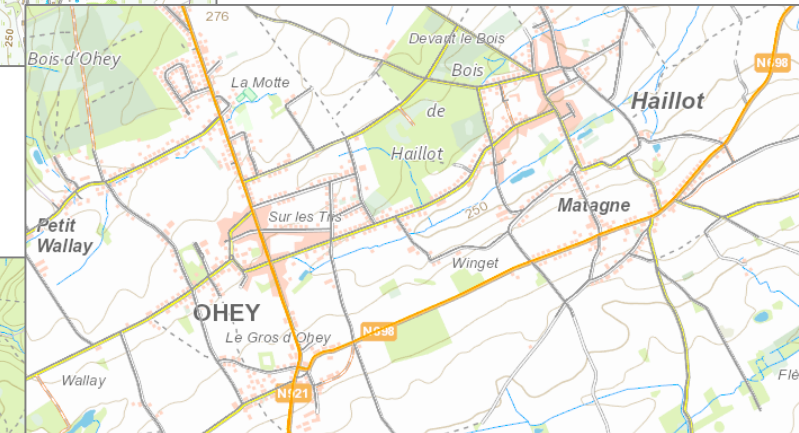 276
250
Devant le Bois
Bois-d'Ohey
N698
Bois
La Motte
Haillot
de
Haillot
Matagne
250
Sur les Tris
Petit
Wallay
Winget
OHEY
N698
Le Gros d'Ohey
Wallay
Flè
N921